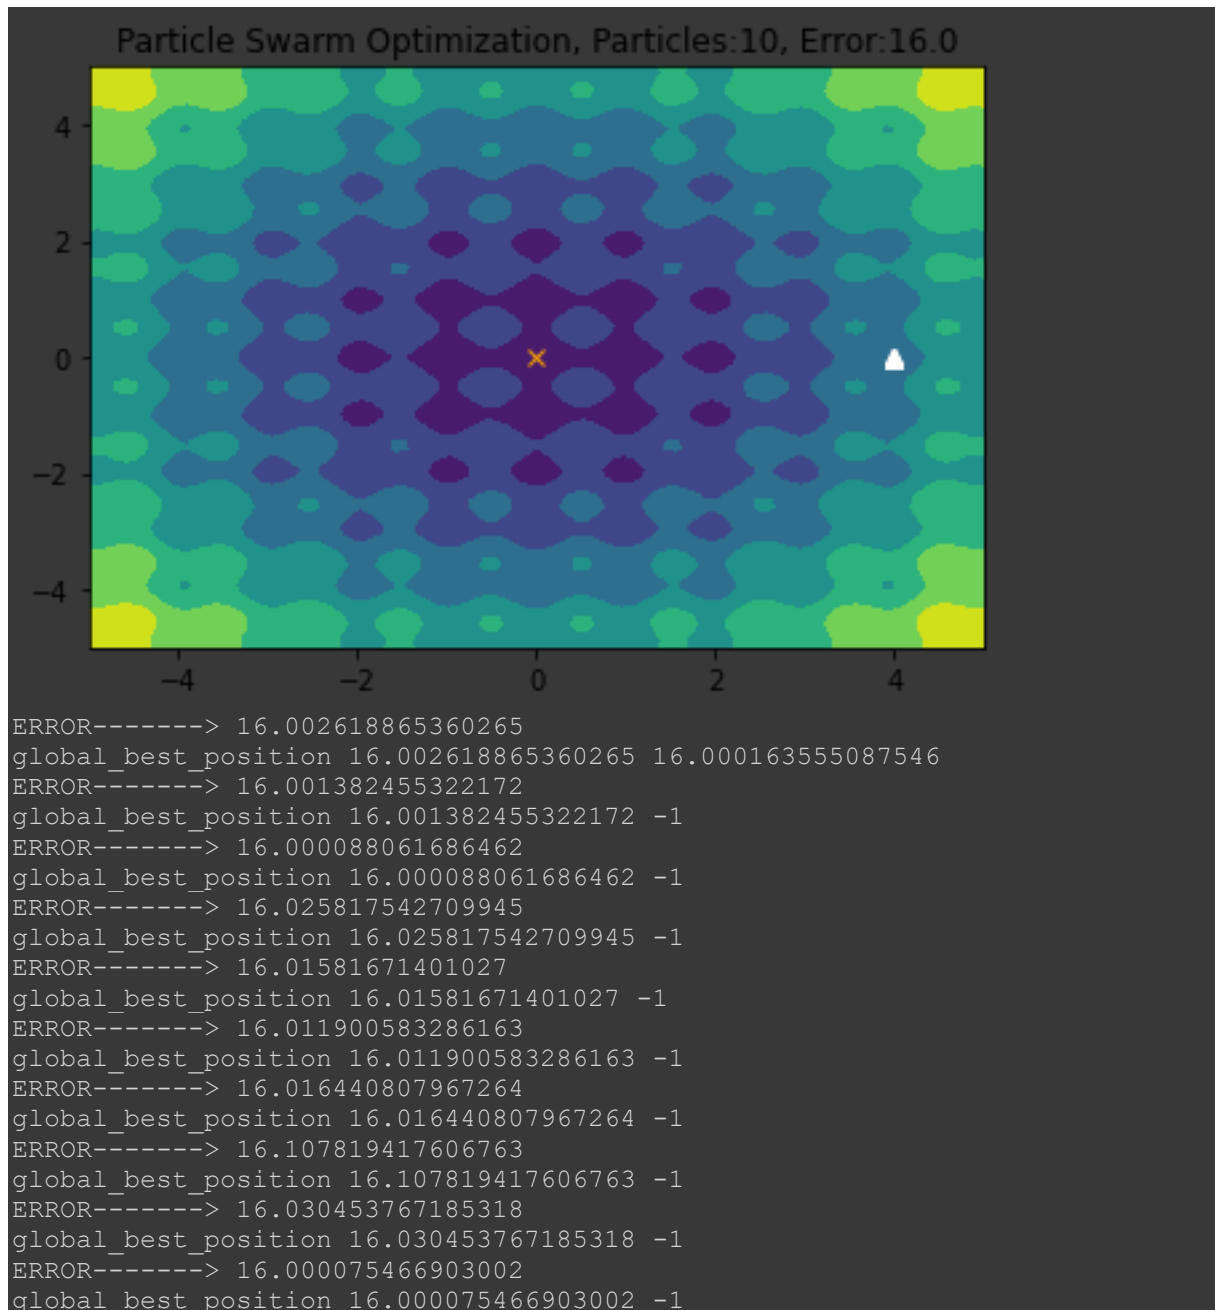 Particle Swarm Optimization, Particles:10, Error:16.0
4
2
0
−2
−4
−4 −2 0 2 4
ERROR-------> 16.002618865360265
global_best_position 16.002618865360265 16.000163555087546
ERROR-------> 16.001382455322172
global_best_position 16.001382455322172 -1
ERROR-------> 16.000088061686462
global_best_position 16.000088061686462 -1
ERROR-------> 16.025817542709945
global_best_position 16.025817542709945 -1
ERROR-------> 16.01581671401027
global_best_position 16.01581671401027 -1
ERROR-------> 16.011900583286163
global_best_position 16.011900583286163 -1
ERROR-------> 16.016440807967264
global_best_position 16.016440807967264 -1
ERROR-------> 16.107819417606763
global_best_position 16.107819417606763 -1
ERROR-------> 16.030453767185318
global_best_position 16.030453767185318 -1
ERROR-------> 16.000075466903002
global_best_position 16.000075466903002 -1